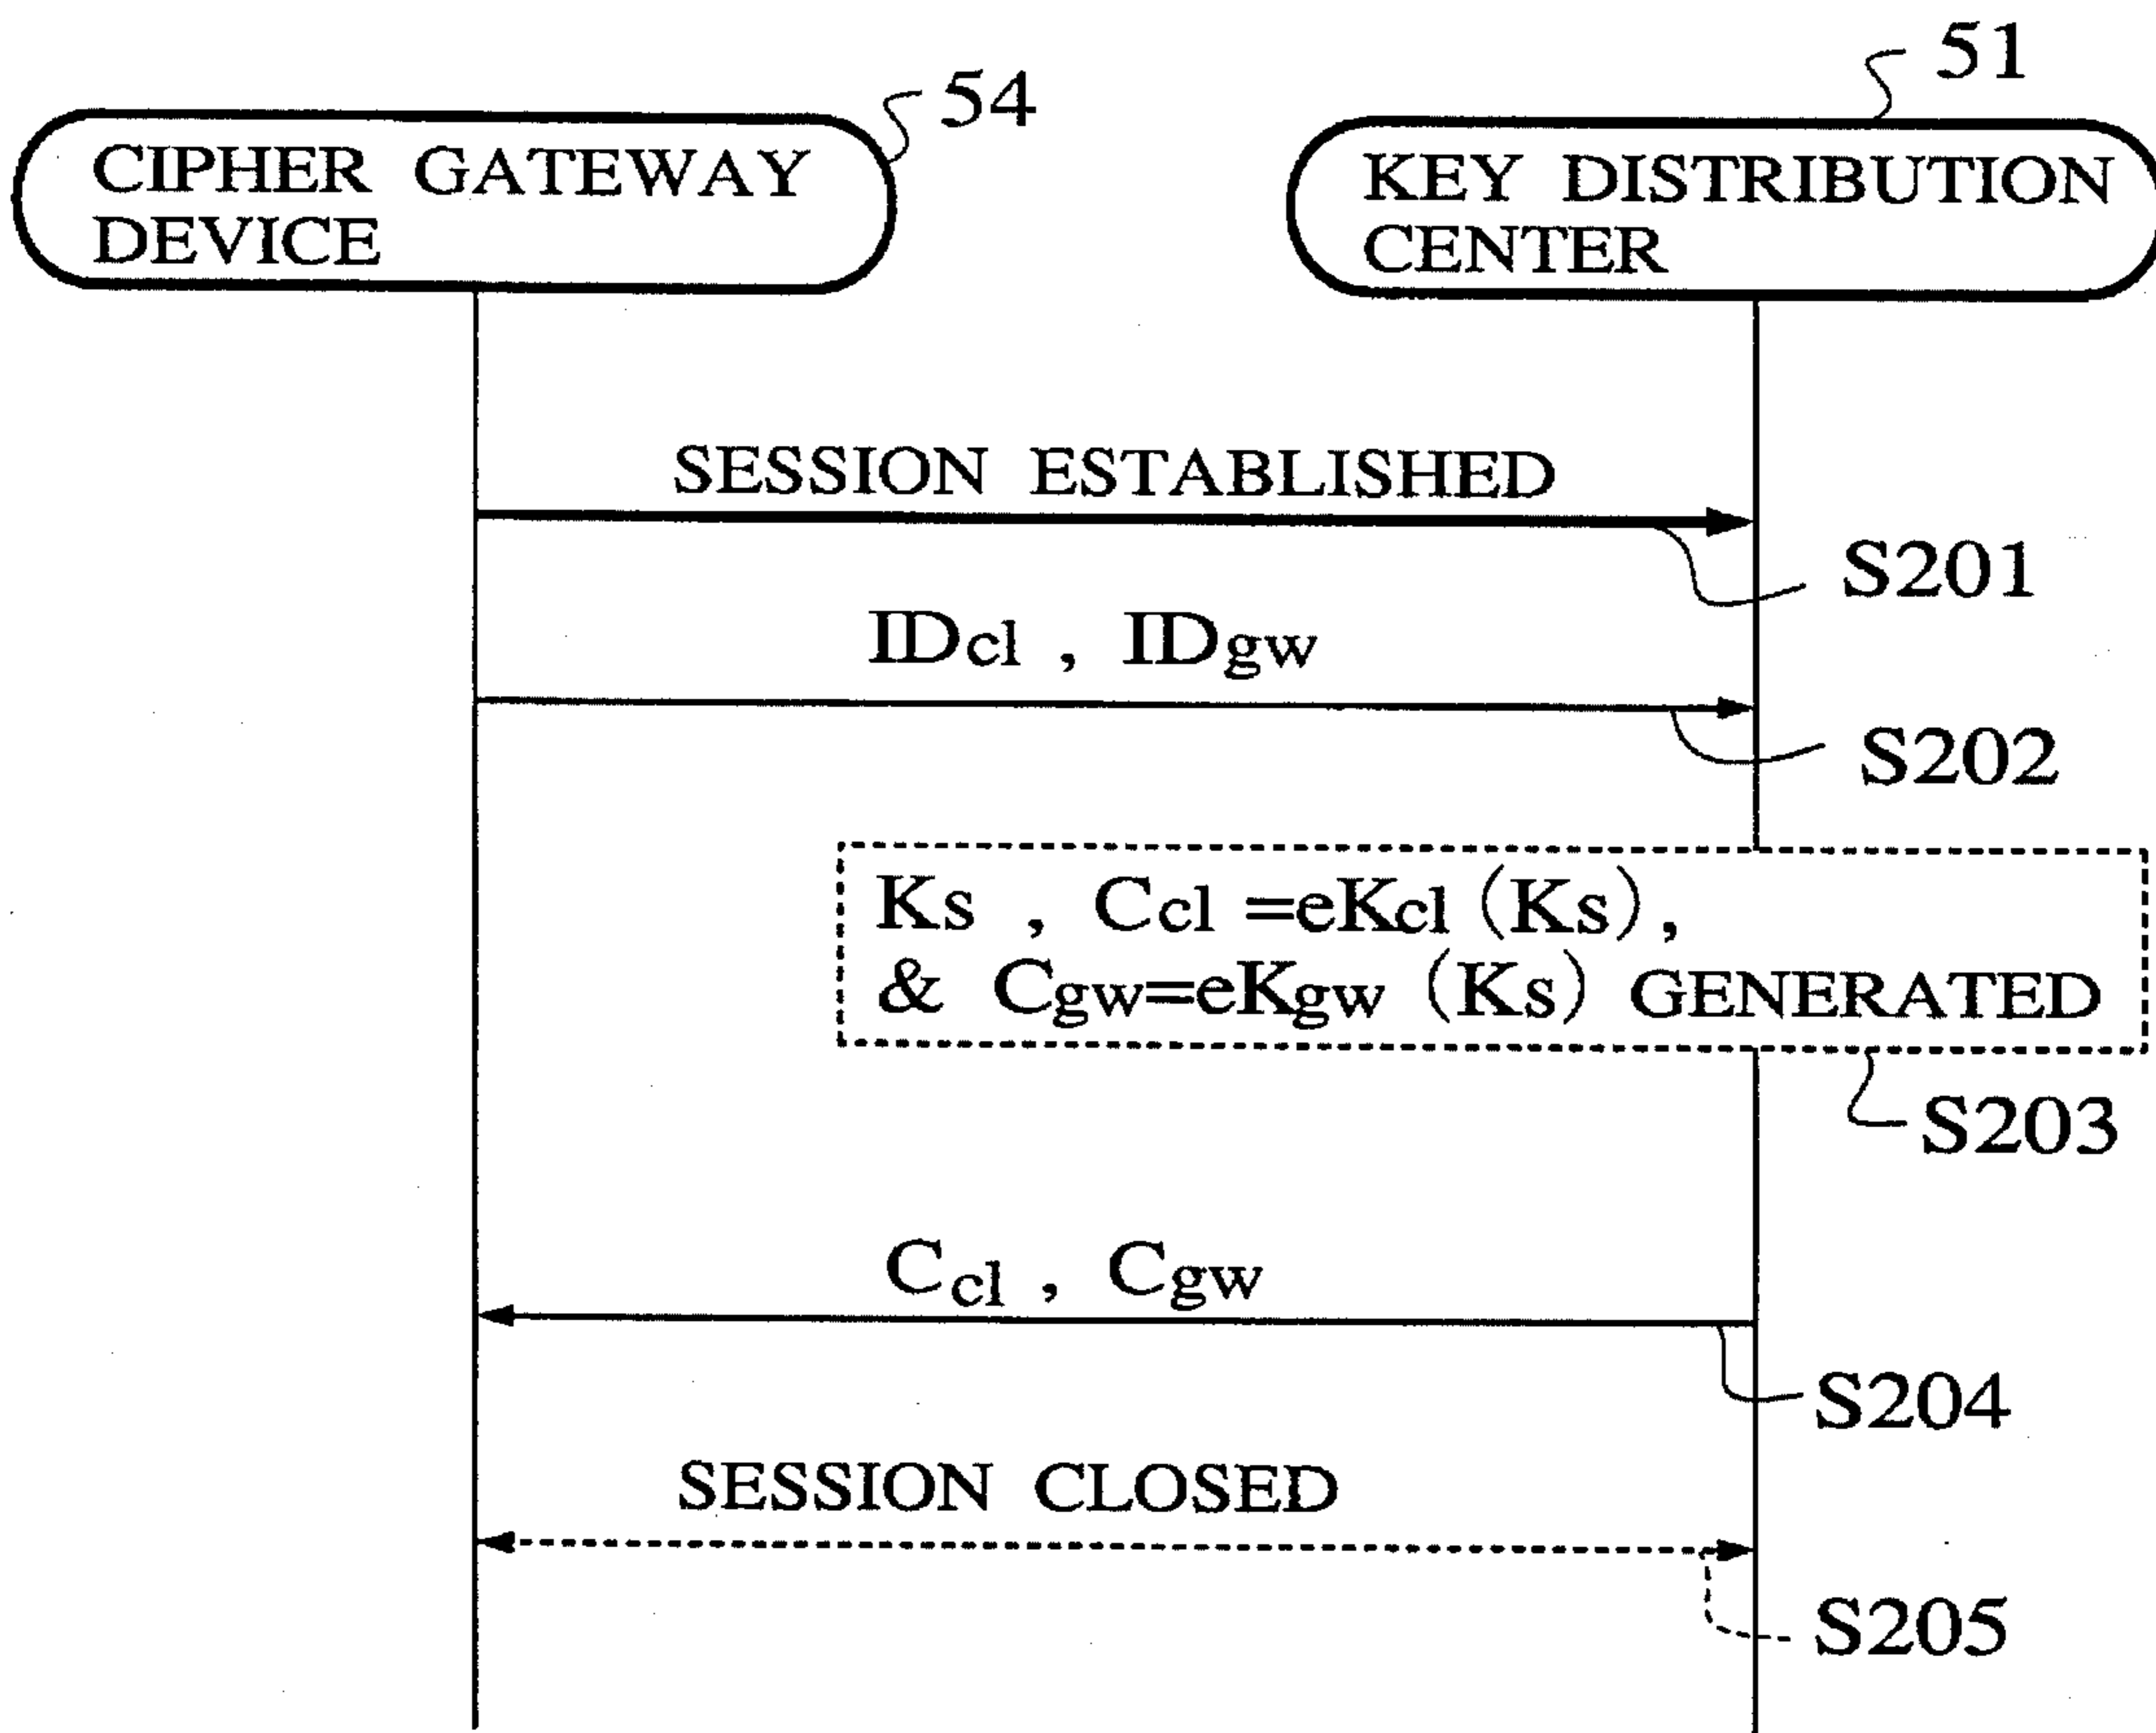 54
51
CIPHER GATEWAY
DEVICE
KEY DISTRIBUTION
CENTER
SESSION ESTABLISHED
S201
IDcl , IDgw
S202
Ks , Ccl =eKcl (Ks),
& Cgw=eKgw (Ks) GENERATED
S203
Ccl , Cgw
S204
SESSION CLOSED
S205